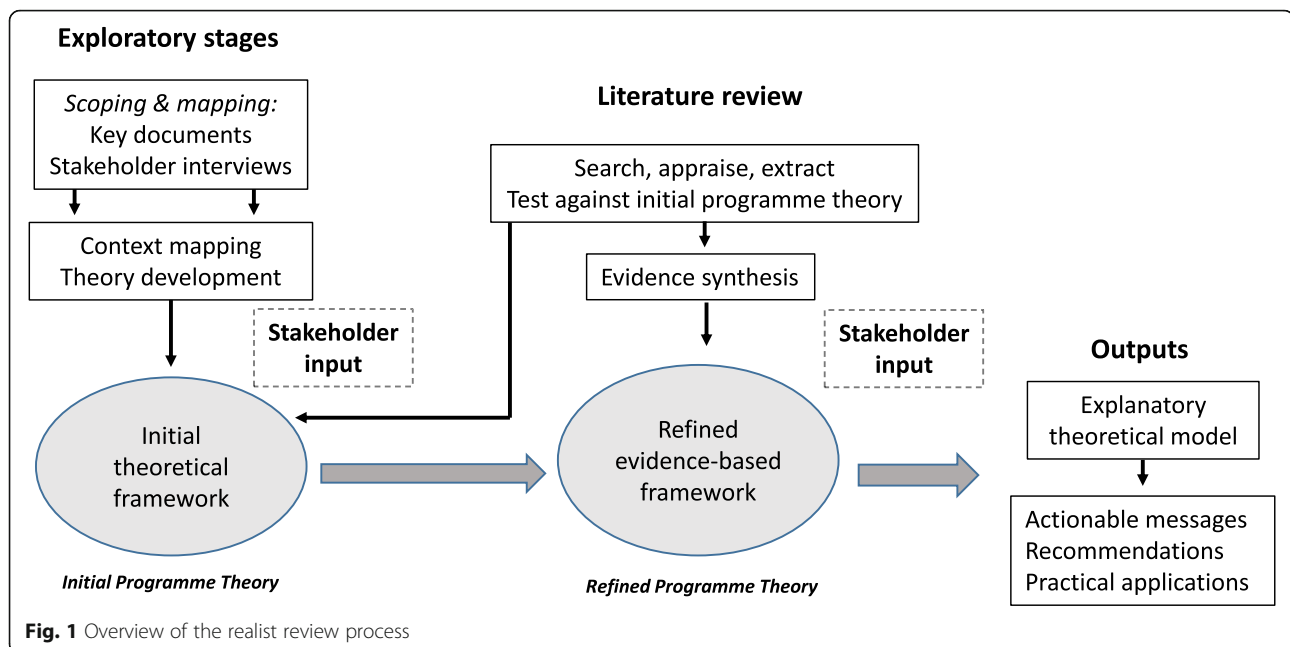 Exploratory stages
Scoping & mapping:
Key documents
Stakeholder interviews
Context mapping
Theory development
Stakeholder
input
Initial
theoretical
framework
Initial Programme Theory
Literature review
Search, appraise, extract
Test against initial programme theory
Evidence synthesis
Stakeholder
input
Refined
evidence-based
framework
Refined Programme Theory
Outputs
Explanatory
theoretical model
Actionable messages
Recommendations
Practical applications
Fig. 1 Overview of the realist review process